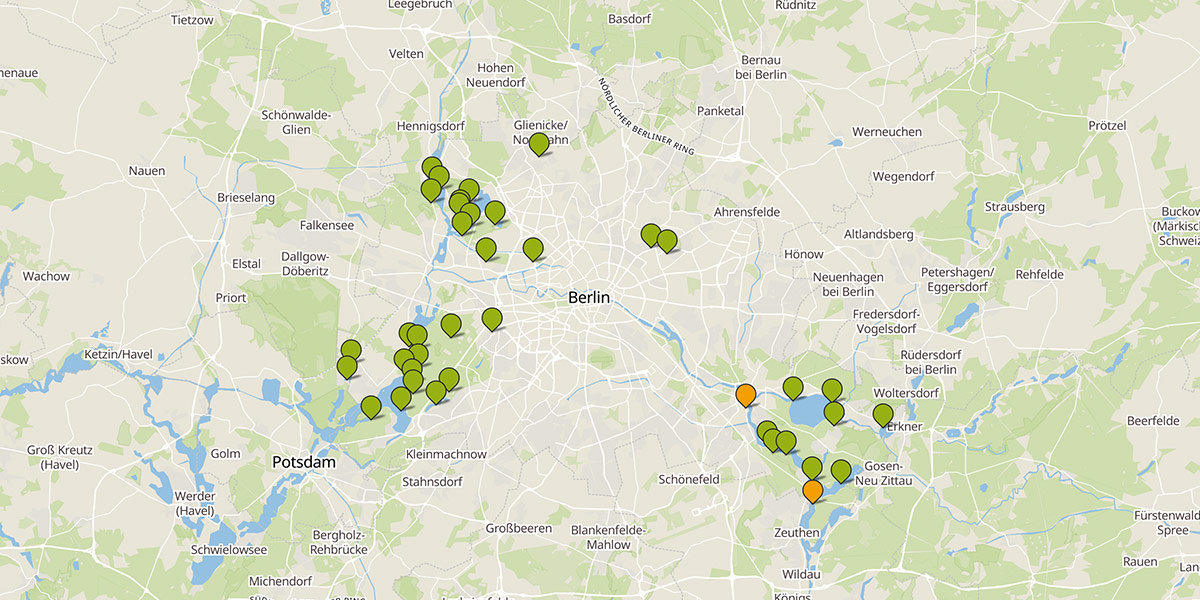 Leegebruch
Rüdnitz
Tietzow
Basdorf
Velten
Bernau
bei Berlin
Hohen
Neuendorf
NÖRDLICHER BERLINER RING
Panketal
Schönwalde-
Glien
Hennigsdorf
Glienicke/
Werneuchen
Prötzel
Nauen
Wegendorf
Brieselang
Strausberg
Ahrensfelde
Buckow
(Märkische
Schweiz
Falkensee
Altlandsberg
Dallgow-
Döberitz
Elstal
Hönow
Wachow
Neuenhagen
bei Berlin
Petershagen/
Eggersdorf
Rehfelde
Priort
Berlin
Fredersdorf-
Vogelsdorf
Ketzin/Havel
Rüdersdorf
bei Berlin
Woltersdorf
Beerfelde
Erkner
Groß Kreutz
(Havel)
Golm
Potsdam
Kleinmachnow
Gosen-
Neu Zittau
Stahnsdorf
Schönefeld
Werder
(Havel)
Großbeeren
Blankenfelde-
Mahlow
Zeuthen
Fürstenwalde
Spree
Bergholz-
Rehbrücke
Schwielowsee
Rauen
Michendorf
Wildau
Königs